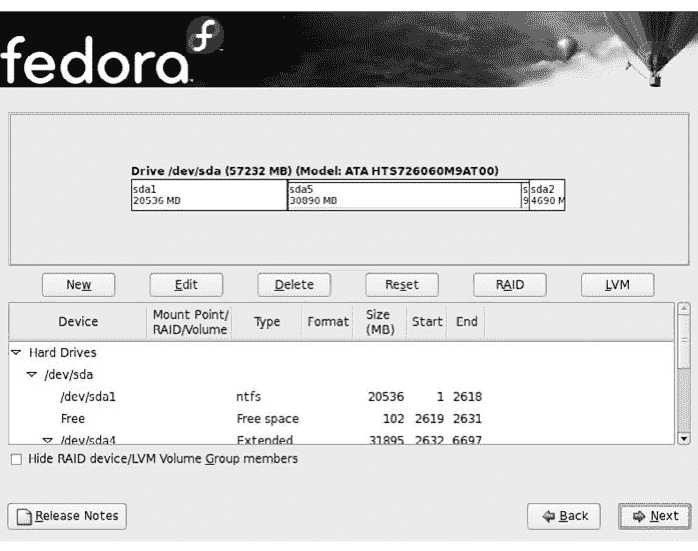 fedora
Drive /dev/sda (57232 MB) (Model: ATA HTS726060M9AT00)
sda1 sda5 s sda2
20536 MB 30890 MB 9 4690 M
New Edit Delete Reset RAID LVM
Device Mount Point/ RAID/Volume Type Format Size (MB) Start End
Hard Drives
/dev/sda
/dev/sda1 ntfs 20536 1 2618
Free Free space 102 2619 2631
/dev/sda4 Extended 31895 2632 6697
Hide RAID device/LVM Volume Group members
Release Notes Back Next